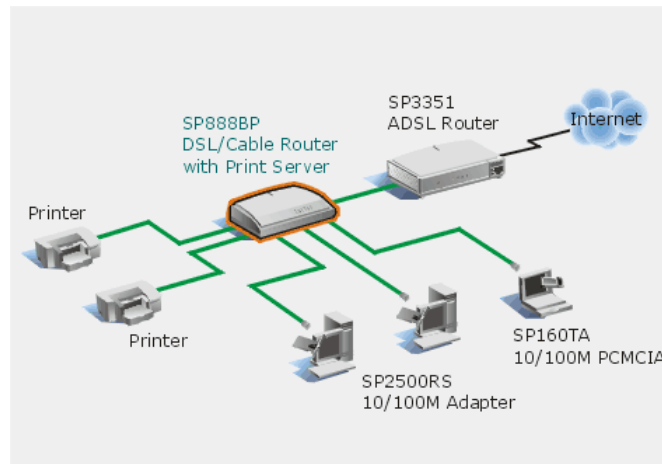 SP3351
ADSL Router
Internet
SP888BP
DSL/Cable Router
with Print Server
Printer
Printer
SP160TA
10/100M PCMCIA
SP2500RS
10/100M Adapter